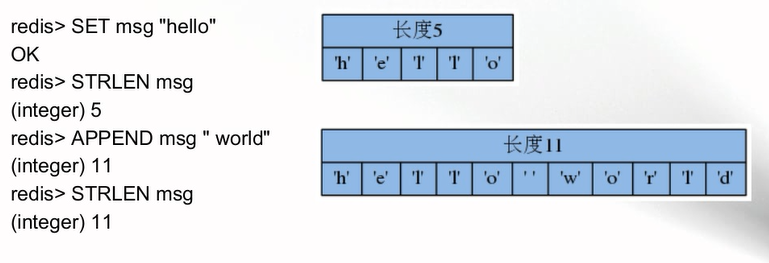 redis> SET msg "hello"
OK
redis> STRLEN msg
(integer) 5
redis> APPEND msg " world"
(integer) 11
redis> STRLEN msg
(integer) 11
长度5
'h' 'e' 'l' 'l' 'o'
长度11
'h' 'e' 'l' 'l' 'o' ' ' 'w' 'o' 'r' 'l' 'd'